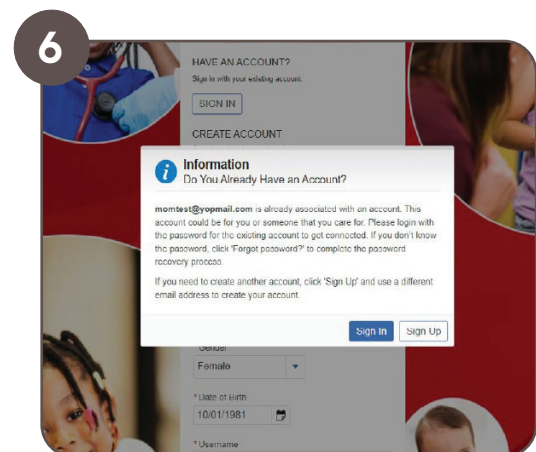 6
HAVE AN ACCOUNT?
Sign in with your existing account.
SIGN IN
CREATE ACCOUNT
Information
Do You Already Have an Account?
momtest@yopmail.com is already associated with an account. This
account could be for you or someone that you care for. Please login with
the password for the existing account to get connected. If you don't know
the password, click 'Forgot password?' to complete the password
recovery process.
If you need to create another account, click 'Sign Up' and use a different
email address to create your account.
Sign In
Sign Up
Gender
Female
*Date of Birth
10/01/1981
*Username